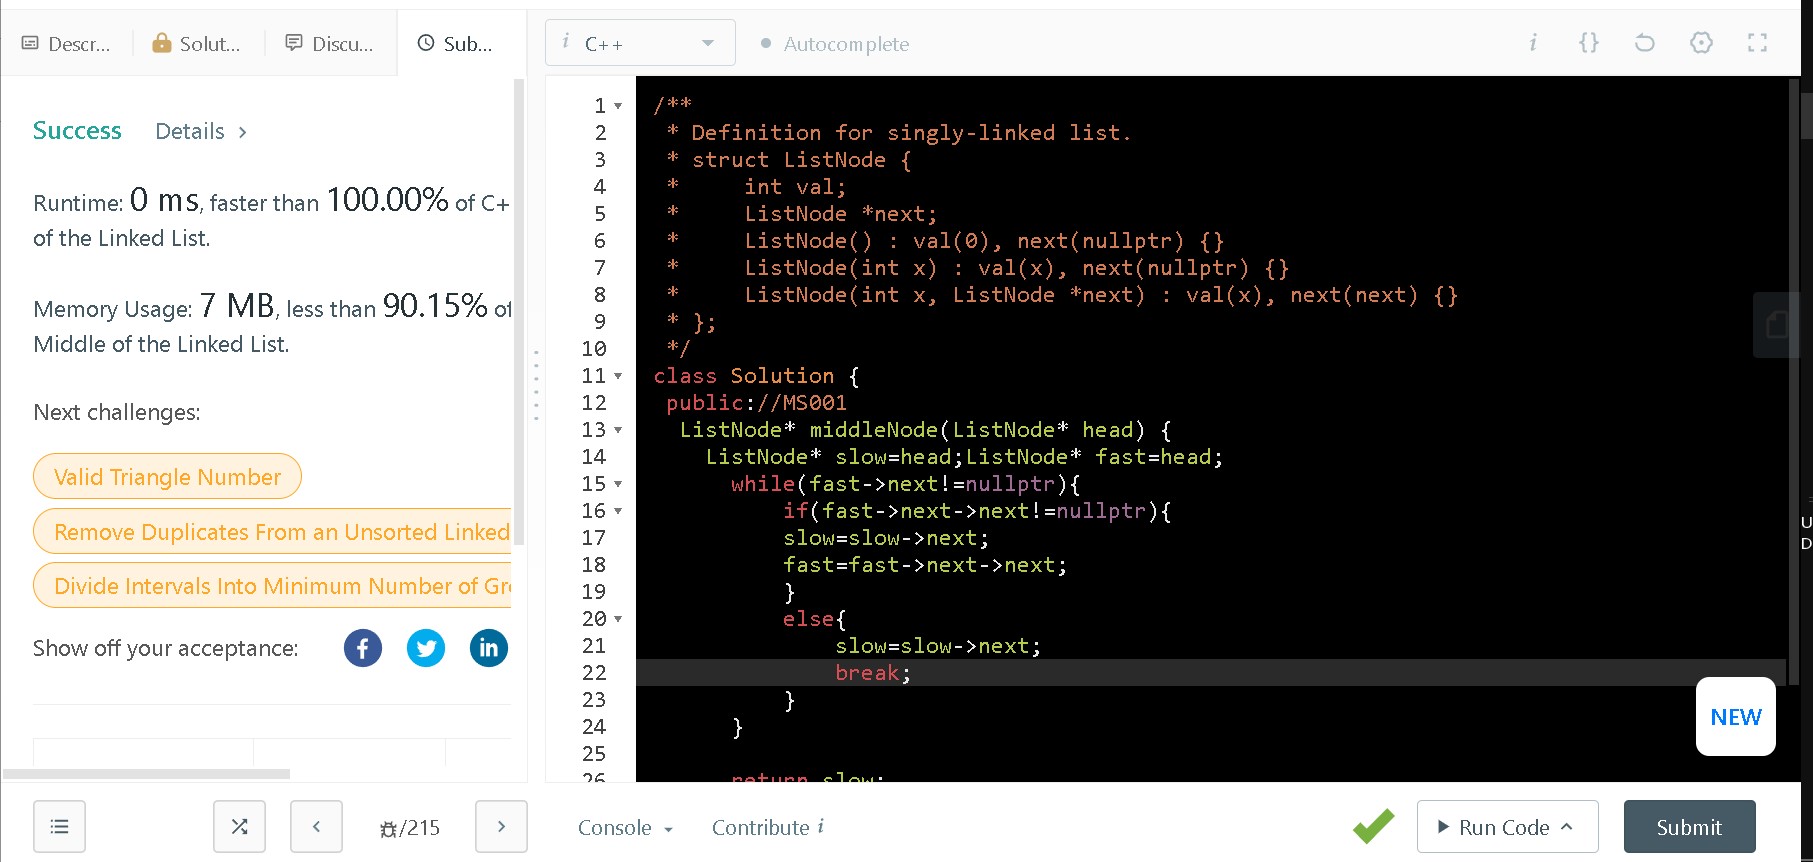 Descr...
Solut...
Discu...
Sub...
i C++
Autocomplete
i {}
Success Details >
Runtime: 0 ms, faster than 100.00% of C+
of the Linked List.
Memory Usage: 7 MB, less than 90.15% of
Middle of the Linked List.
Next challenges:
Valid Triangle Number
Remove Duplicates From an Unsorted Linked
Divide Intervals Into Minimum Number of Gr
Show off your acceptance:
f
in
1 /**
2 * Definition for singly-linked list.
3 * struct ListNode {
4 *     int val;
5 *     ListNode *next;
6 *     ListNode() : val(0), next(nullptr) {}
7 *     ListNode(int x) : val(x), next(nullptr) {}
8 *     ListNode(int x, ListNode *next) : val(x), next(next) {}
9 * };
10 */
11 class Solution {
12 public://MS001
13 ListNode* middleNode(ListNode* head) {
14 ListNode* slow=head;ListNode* fast=head;
15 while(fast->next!=nullptr){
16 if(fast->next->next!=nullptr){
17 slow=slow->next;
18 fast=fast->next->next;
19 }
20 else{
21 slow=slow->next;
22 break;
23 }
24 }
25
26 return slow;
NEW
U
D
/215
Console
Contribute i
Run Code
Submit